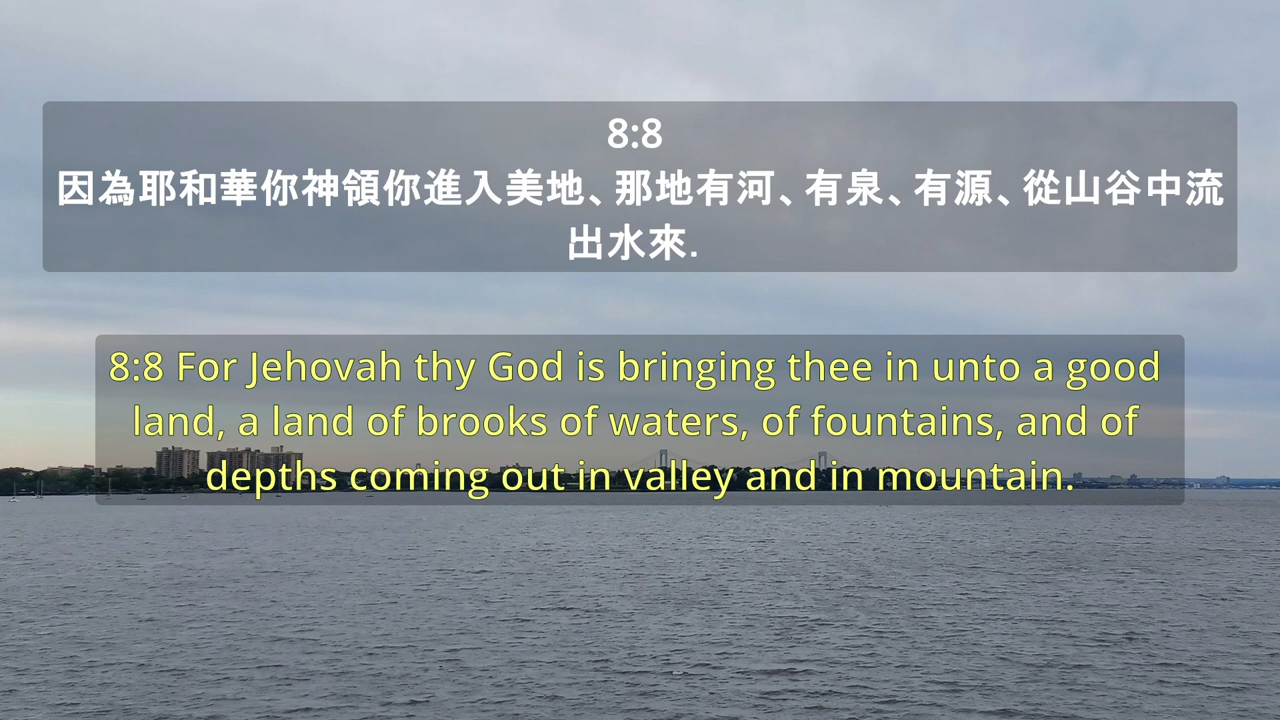 8:8
因為耶和華你神領你進入美地、那地有河、有泉、有源、從山谷中流
出水來.
8:8 For Jehovah thy God is bringing thee in unto a good
land, a land of brooks of waters, of fountains, and of
depths coming out in valley and in mountain.